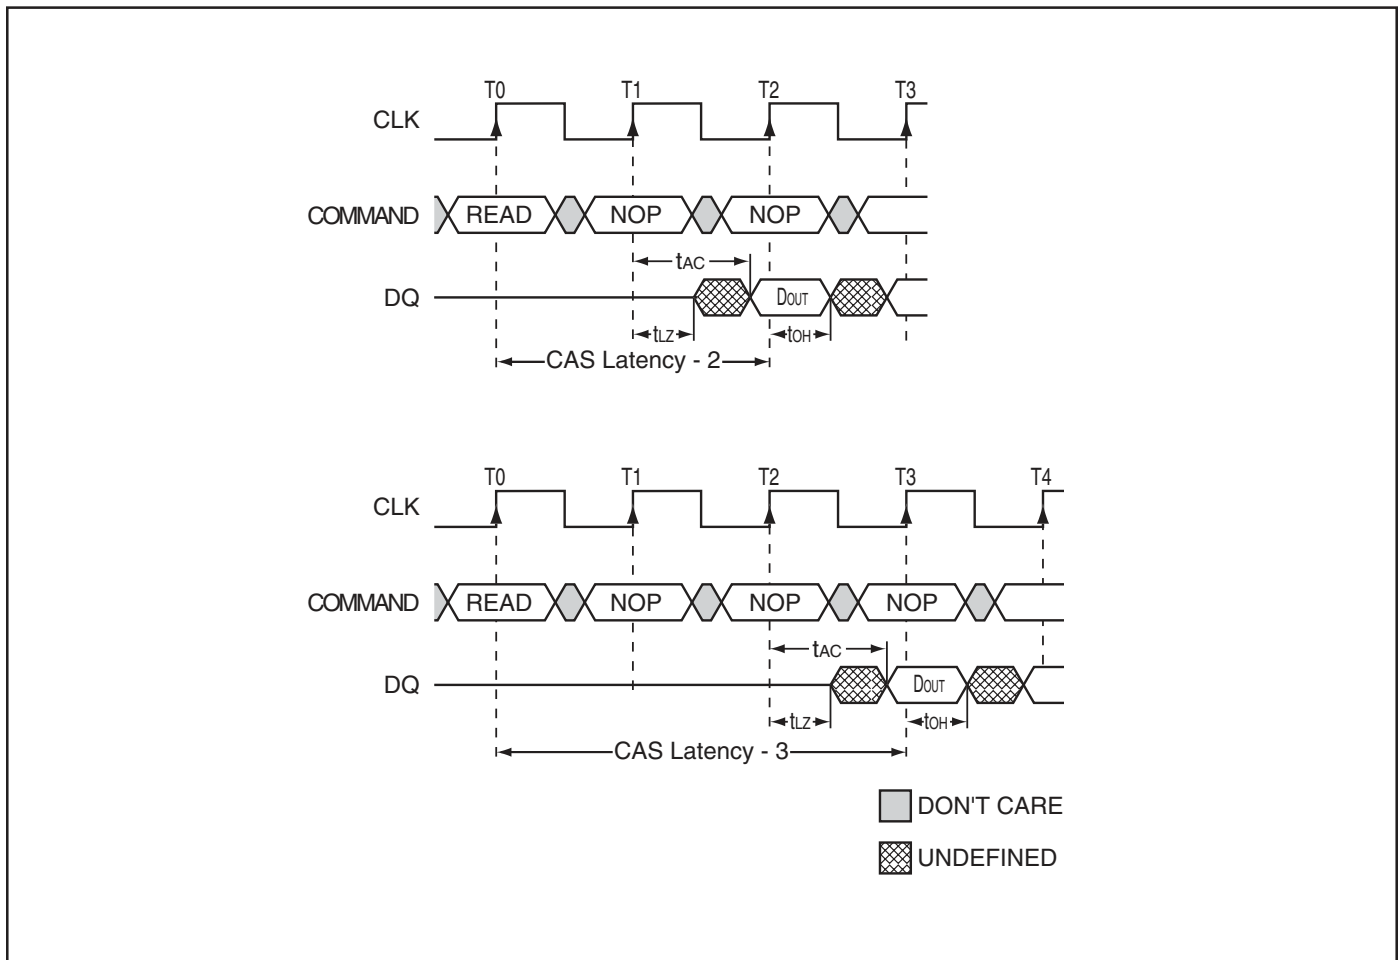 T0 T1 T2 T3
CLK
COMMAND READ NOP NOP
tAC
DQ DOUT
tLZ tOH
CAS Latency - 2
T0 T1 T2 T3 T4
CLK
COMMAND READ NOP NOP NOP
tAC
DQ DOUT
tLZ tOH
CAS Latency - 3
DON'T CARE
UNDEFINED